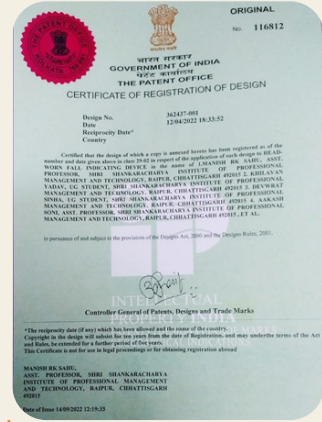 ORIGINAL
No. 116812
THE PATENT OFFICE
भारत सरकार
GOVERNMENT OF INDIA
पेटेंट कार्यालय
THE PATENT OFFICE
CERTIFICATE OF REGISTRATION OF DESIGN
Design No. 362437-001
Date 12/04/2022 18:33:52
Reciprocity Date*
Country
Certified that the design of which a copy is annexed hereto has been registered as of the
number and date given above in class 29-02 in respect of the application of such design to HEAD-
WORN FALL INDICATING DEVICE in the name of 1.MANISH RK SAHU, ASST.
PROFESSOR, SHRI SHANKARACHARYA INSTITUTE OF PROFESSIONAL
MANAGEMENT AND TECHNOLOGY, RAIPUR, CHHATTISGARH 492015 2.
YADAV, UG STUDENT, SHRI SHANKARACHARYA INSTITUTE OF PROFESSIONAL
MANAGEMENT AND TECHNOLOGY, RAIPUR, CHHATTISGARH 492015 3. DEVWRAT
SINHA, UG STUDENT, SHRI SHANKARACHARYA INSTITUTE OF PROFESSIONAL
MANAGEMENT AND TECHNOLOGY, RAIPUR, CHHATTISGARH 492015 4. AAKASH
SONI, ASST. PROFESSOR, SHRI SHANKARACHARYA INSTITUTE OF PROFESSIONAL
MANAGEMENT AND TECHNOLOGY, RAIPUR, CHHATTISGARH 492015 , ET AL.
in pursuance of and subject to the provisions of the Designs Act, 2000 and the Designs Rules, 2001.
INTELLECTUAL
PROPERTY INDIA
Controller General of Patents, Designs and Trade Marks
*The reciprocity date (if any) which has been allowed and the name of the country.
Copyright in the design will subsist for ten years from the date of Registration, and may under the terms of the Act
and Rules, be extended for a further period of five years.
This Certificate is not for use in legal proceedings or for obtaining registration abroad
MANISH RK SAHU,
ASST. PROFESSOR, SHRI SHANKARACHARYA
INSTITUTE OF PROFESSIONAL MANAGEMENT
AND TECHNOLOGY, RAIPUR, CHHATTISGARH
492015
Date of Issue 14/09/2022 12:19:35